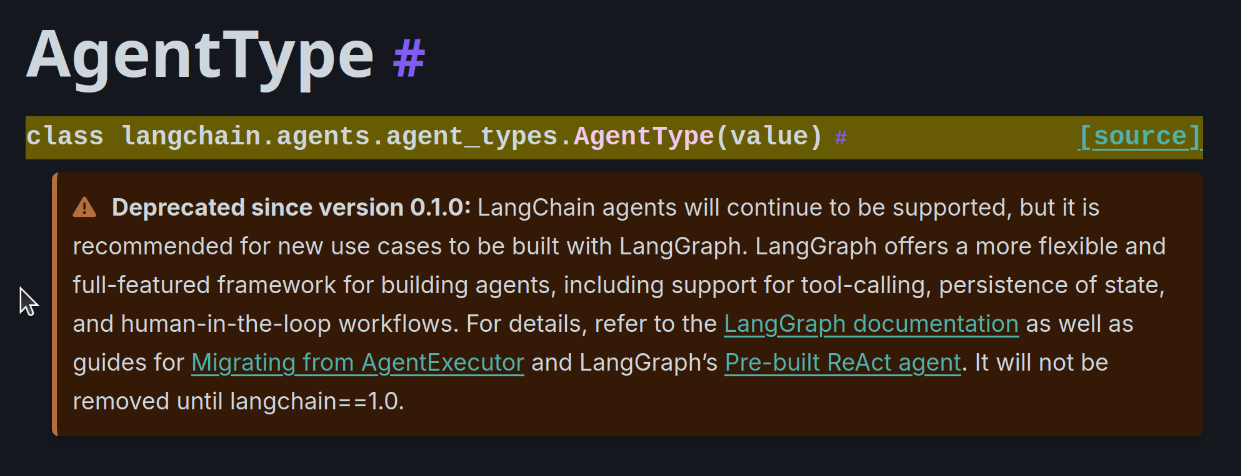 AgentType #
class langchain.agents.agent_types.AgentType(value) # [source]
Deprecated since version 0.1.0: LangChain agents will continue to be supported, but it is
recommended for new use cases to be built with LangGraph. LangGraph offers a more flexible and
full-featured framework for building agents, including support for tool-calling, persistence of state,
and human-in-the-loop workflows. For details, refer to the LangGraph documentation as well as
guides for Migrating from AgentExecutor and LangGraph’s Pre-built ReAct agent. It will not be
removed until langchain==1.0.